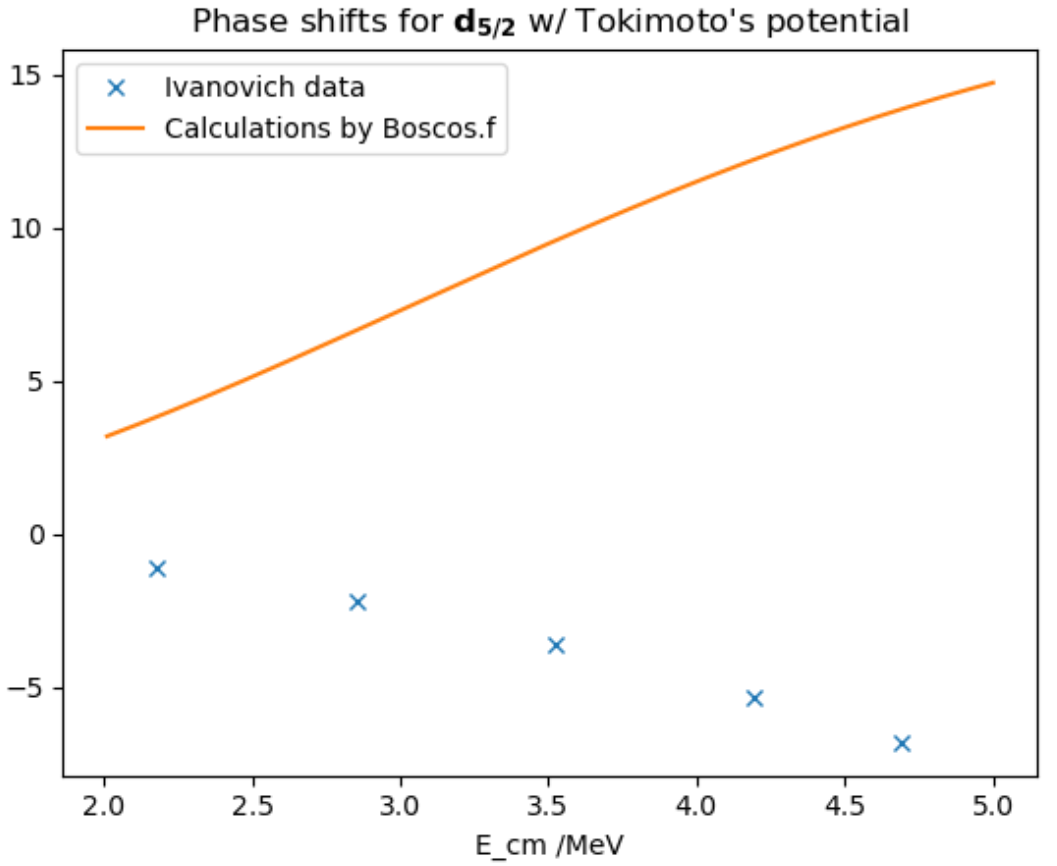 Phase shifts for d5/2 w/ Tokimoto's potential
Ivanovich data
Calculations by Boscos.f
15
10
5
0
−5
2.0 2.5 3.0 3.5 4.0 4.5 5.0
E_cm /MeV